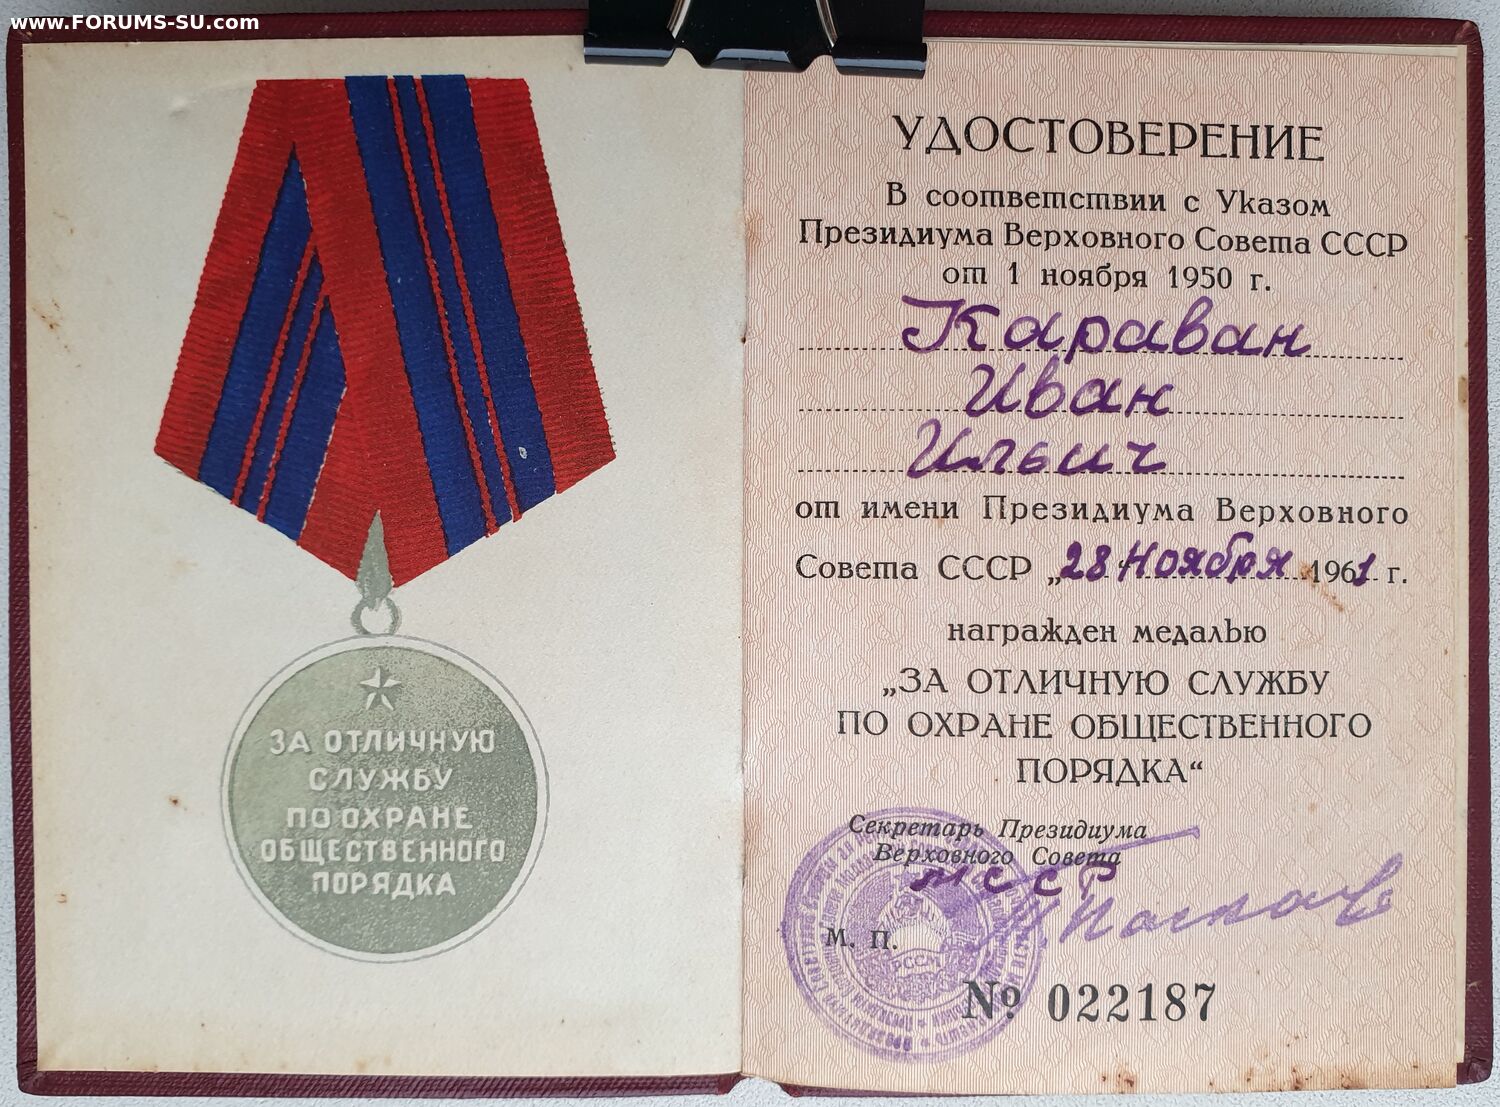 www.FORUMS-SU.com
ЗА ОТЛИЧНУЮ
СЛУЖБУ
ПО ОХРАНЕ
ОБЩЕСТВЕННОГО
ПОРЯДКА
УДОСТОВЕРЕНИЕ
В соответствии с Указом
Президиума Верховного Совета СССР
от 1 ноября 1950 г.
Караван
Иван
Ильич
от имени Президиума Верховного
Совета СССР „28 Ноября 1961 г.
награжден медалью
„ЗА ОТЛИЧНУЮ СЛУЖБУ
ПО ОХРАНЕ ОБЩЕСТВЕННОГО
ПОРЯДКА“
Секретарь Президиума
Верховного Совета
М. П.
№ 022187